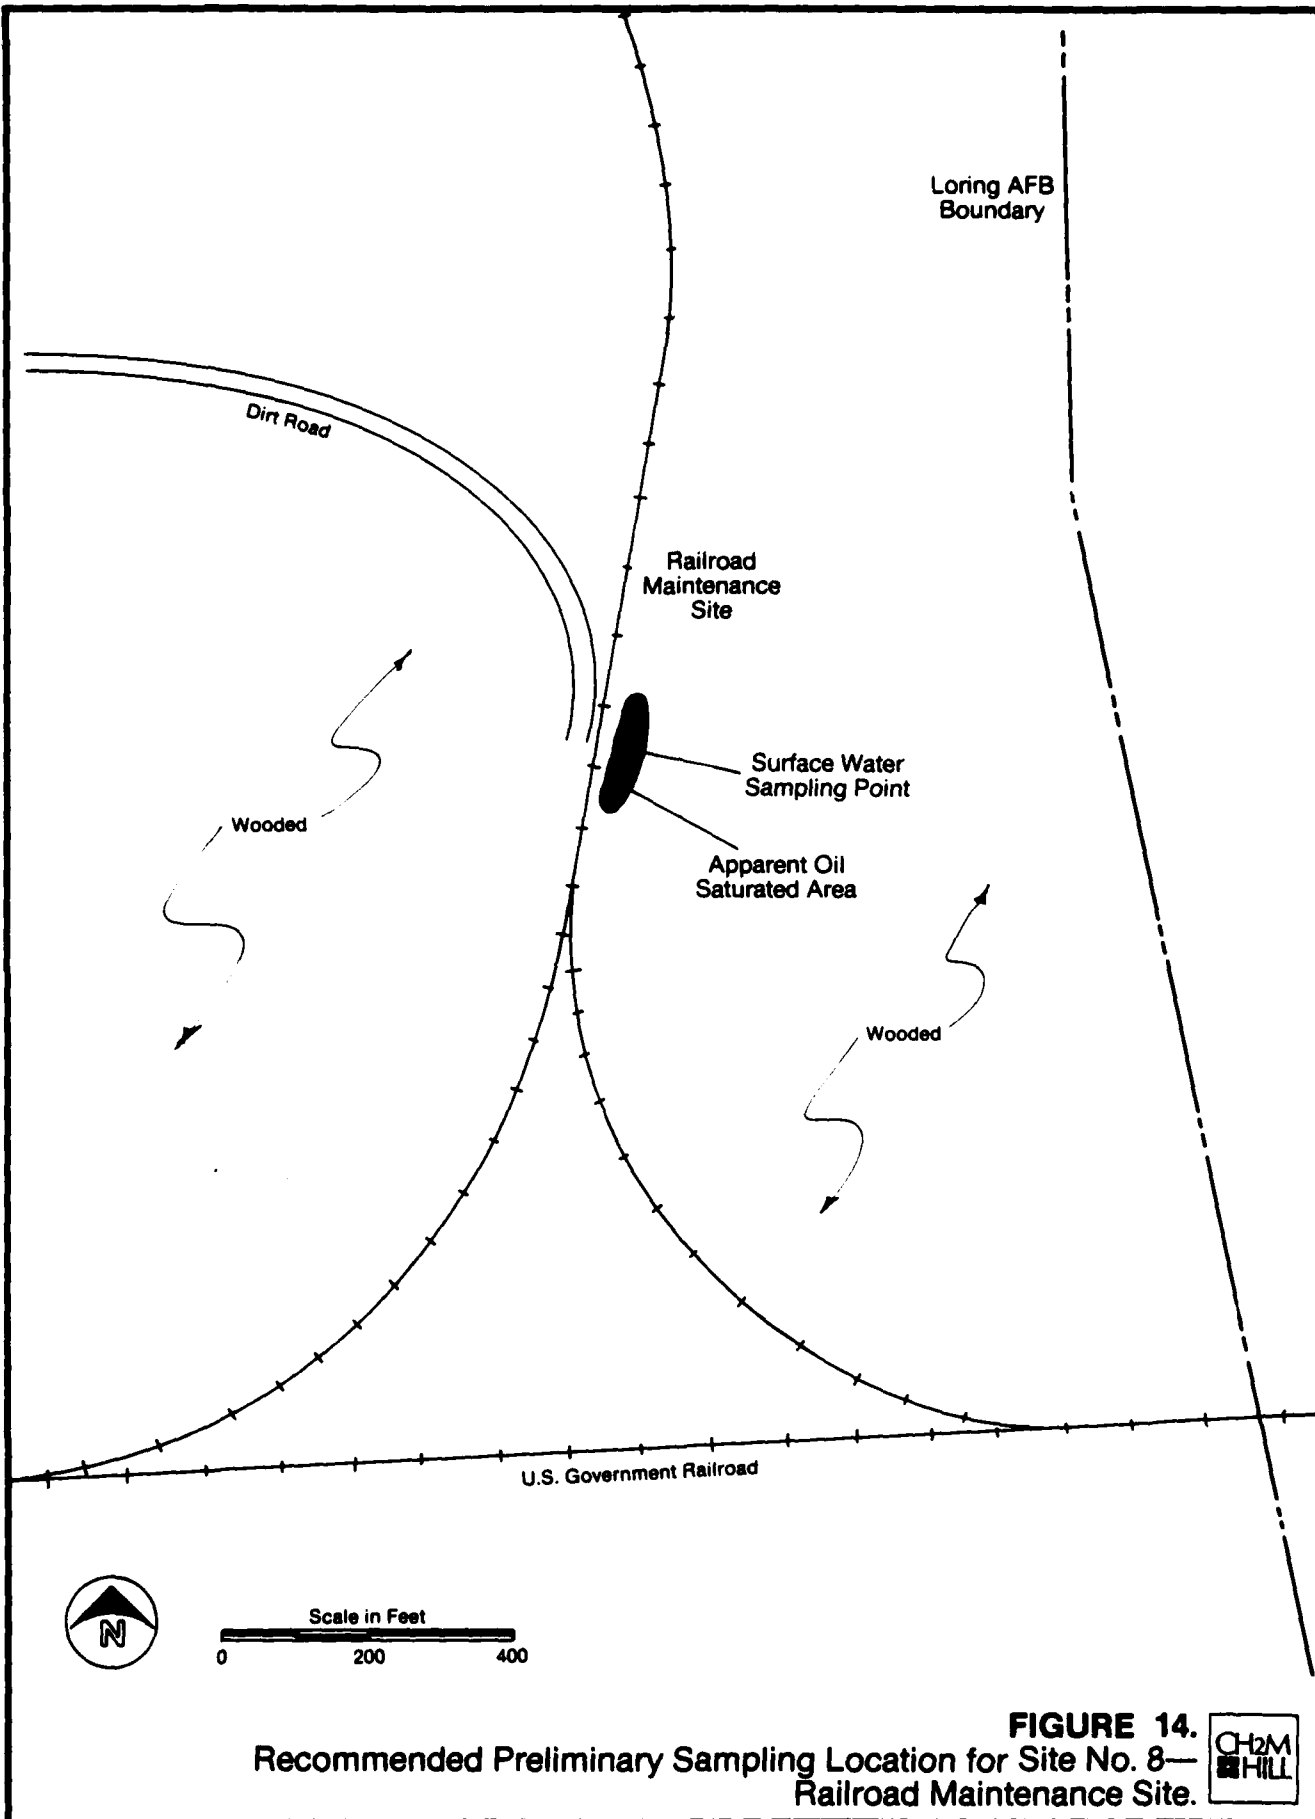 Loring AFB
Boundary
Dirt Road
Railroad
Maintenance
Site
Surface Water
Sampling Point
Wooded
Apparent Oil
Saturated Area
Wooded
U.S. Government Railroad
N
Scale in Feet
0 200 400
FIGURE 14.
Recommended Preliminary Sampling Location for Site No. 8—
Railroad Maintenance Site.
CH2M
HILL